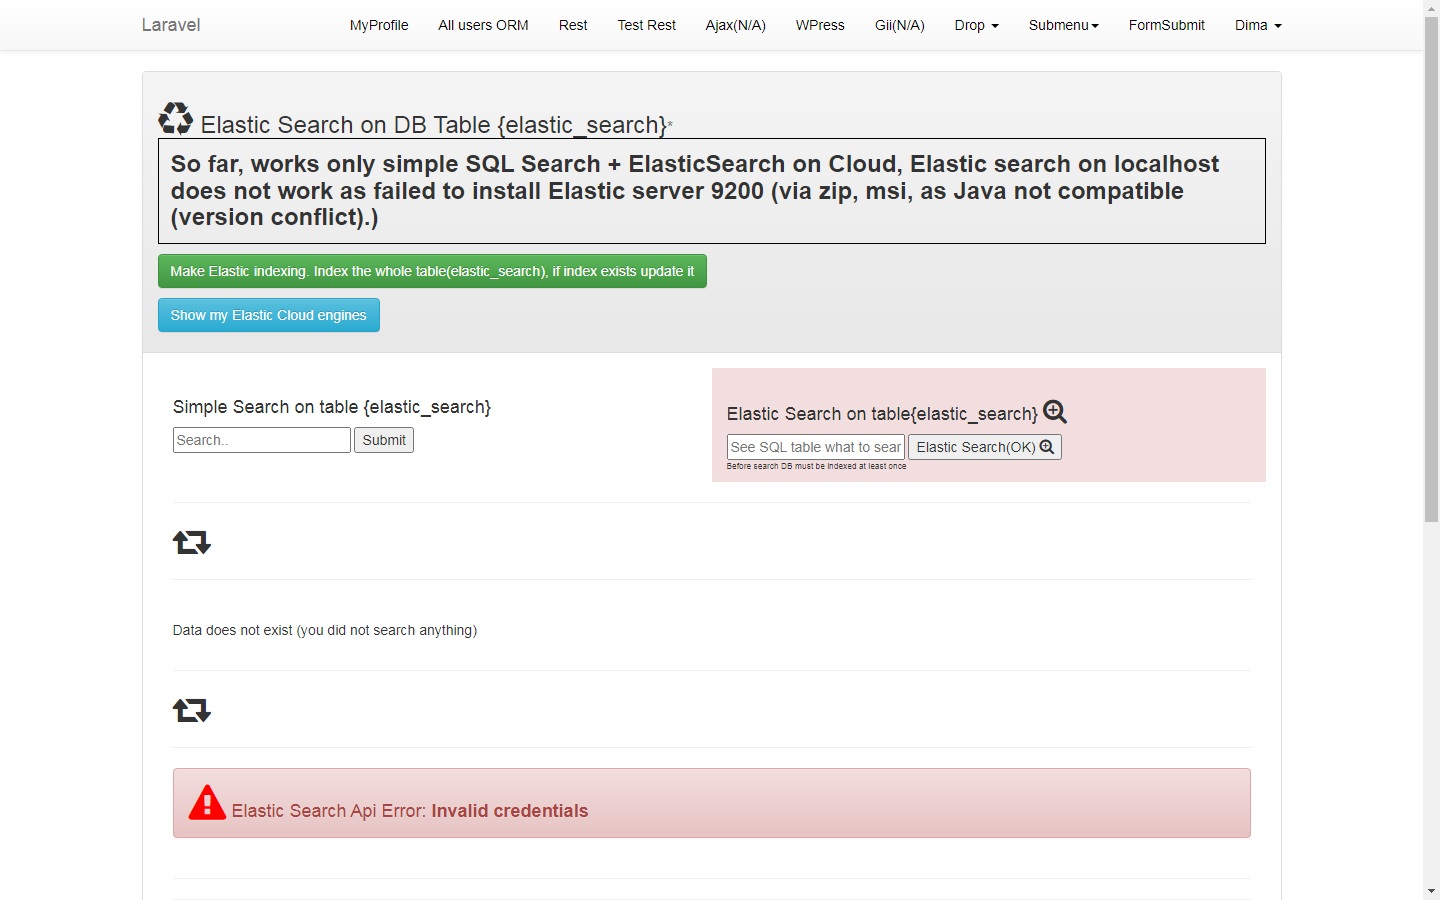 Laravel MyProfile All users ORM Rest Test Rest Ajax(N/A) WPress Gii(N/A) Drop Submenu FormSubmit Dima
Elastic Search on DB Table {elastic_search}*
So far, works only simple SQL Search + ElasticSearch on Cloud, Elastic search on localhost
does not work as failed to install Elastic server 9200 (via zip, msi, as Java not compatible
(version conflict).)
Make Elastic indexing. Index the whole table(elastic_search), if index exists update it
Show my Elastic Cloud engines
Simple Search on table {elastic_search}
Search.. Submit
Elastic Search on table{elastic_search}
See SQL table what to sear Elastic Search(OK)
Before search DB must be indexed at least once
Data does not exist (you did not search anything)
Elastic Search Api Error: Invalid credentials